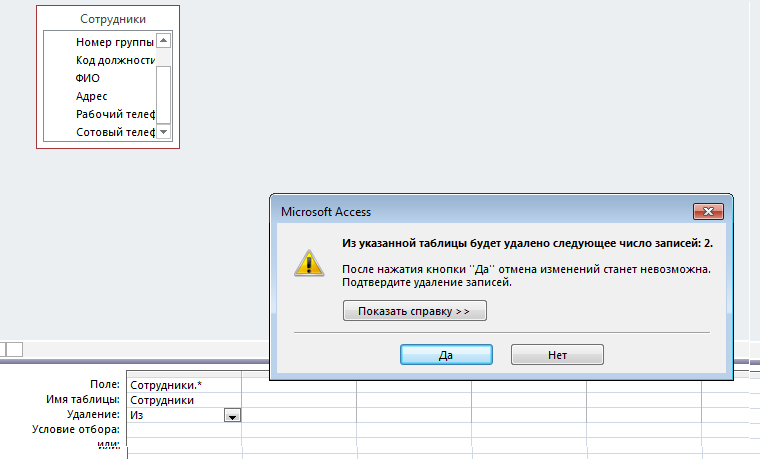 Сотрудники
Номер группы
Код должности
ФИО
Адрес
Рабочий телеф
Сотовый телеф
Microsoft Access
Из указанной таблицы будет удалено следующее число записей: 2.
После нажатия кнопки "Да" отмена изменений станет невозможна.
Подтвердите удаление записей.
Показать справку >>
Да
Нет
Поле: Сотрудники.*
Имя таблицы: Сотрудники
Удаление: Из
Условие отбора:
или: